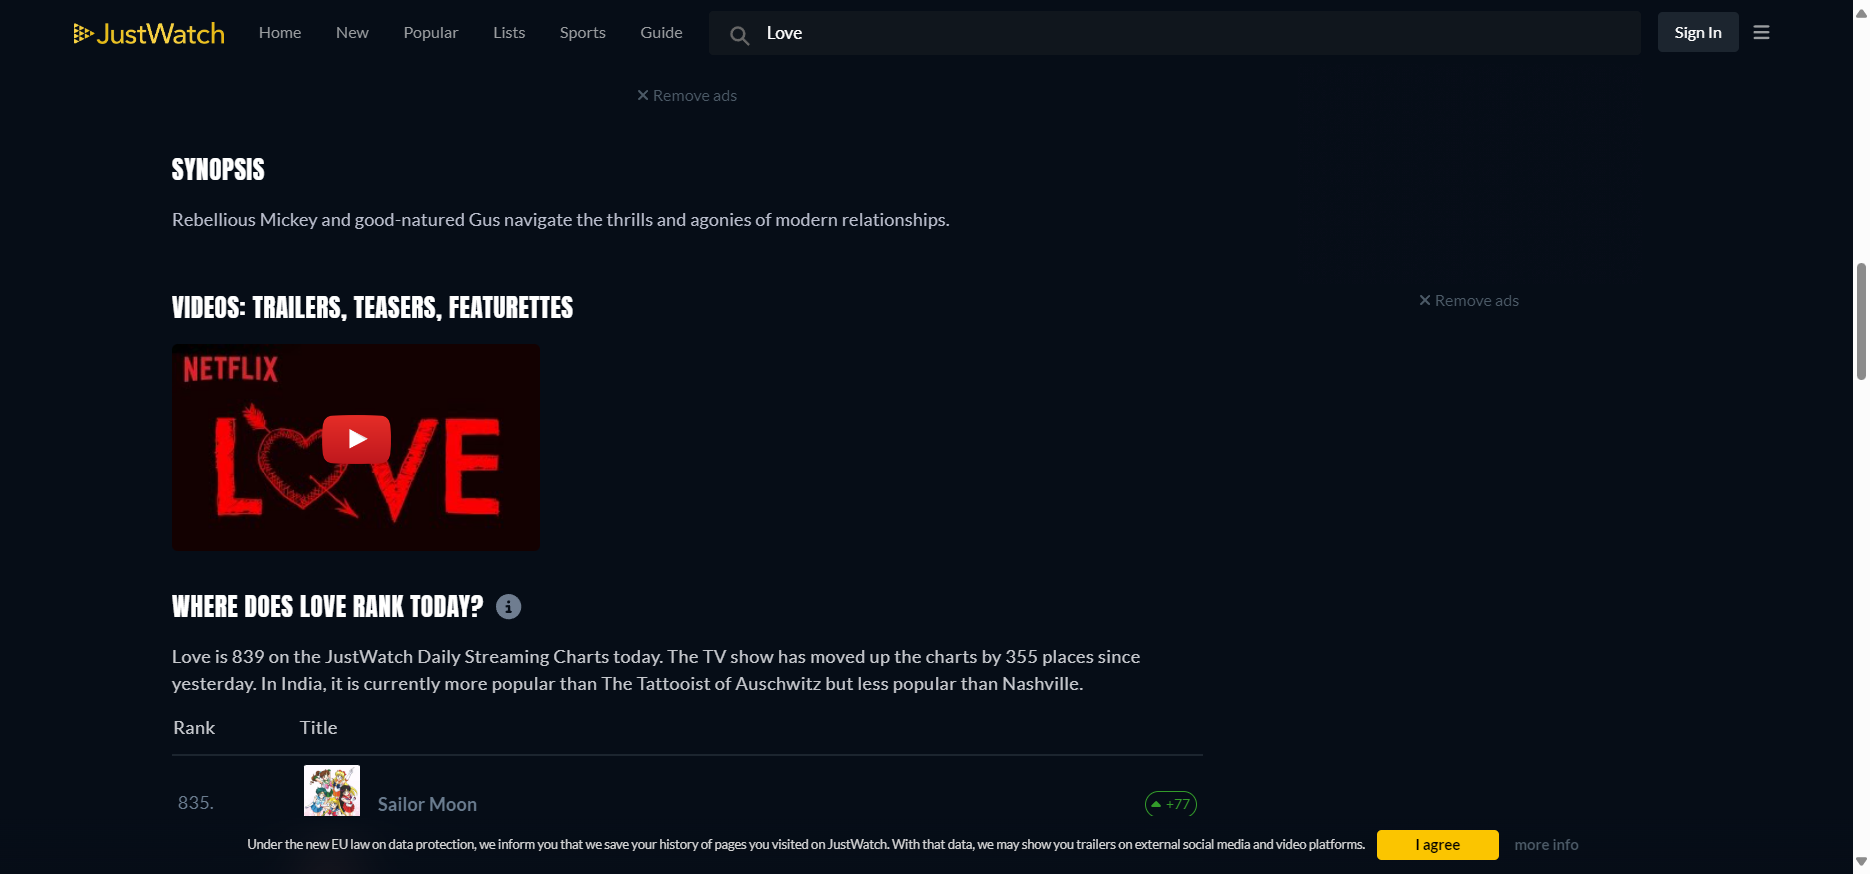 JustWatch
Home New Popular Lists Sports Guide
Love
Sign In
Remove ads
SYNOPSIS
Rebellious Mickey and good-natured Gus navigate the thrills and agonies of modern relationships.
VIDEOS: TRAILERS, TEASERS, FEATURETTES
Remove ads
NETFLIX
LOVE
WHERE DOES LOVE RANK TODAY?
Love is 839 on the JustWatch Daily Streaming Charts today. The TV show has moved up the charts by 355 places since
yesterday. In India, it is currently more popular than The Tattooist of Auschwitz but less popular than Nashville.
Rank Title
835. Sailor Moon +77
Under the new EU law on data protection, we inform you that we save your history of pages you visited on JustWatch. With that data, we may show you trailers on external social media and video platforms. I agree more info